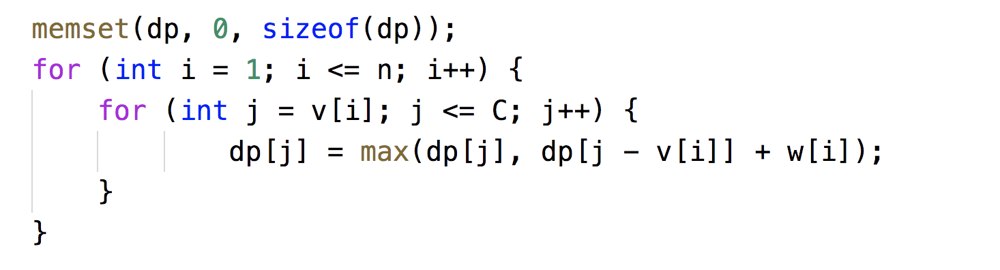 memset(dp, 0, sizeof(dp));
for (int i = 1; i <= n; i++) {
    for (int j = v[i]; j <= C; j++) {
            dp[j] = max(dp[j], dp[j - v[i]] + w[i]);
    }
}